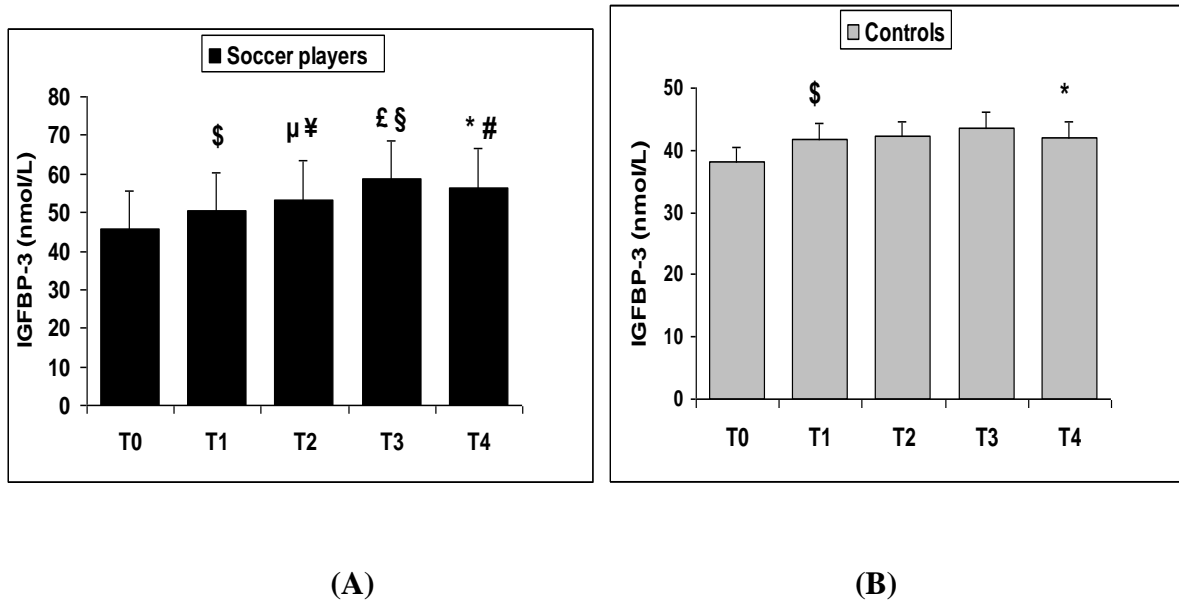 Soccer players
IGFBP-3 (nmol/L)
80
70
60
50
40
30
20
10
0
$
µ ¥
£ §
* #
T0 T1 T2 T3 T4
Controls
IGFBP-3 (nmol/L)
50
40
30
20
10
0
$
*
T0 T1 T2 T3 T4
(A)
(B)